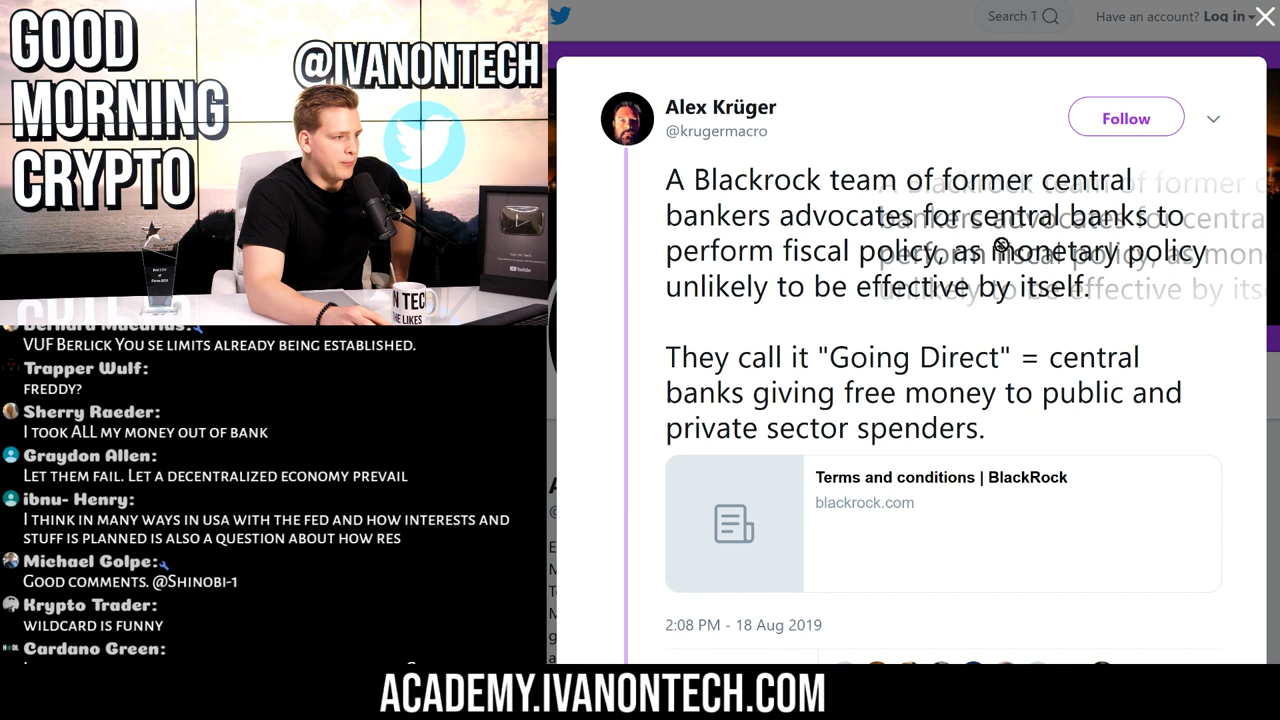 GOOD
MORNING
CRYPTO
@IVANONTECH
N TEC
THE LIKES
YouTube
Bernard Macarius:
VUF BERLICK YOU SE LIMITS ALREADY BEING ESTABLISHED.
Trapper Wulf:
FREDDY?
Sherry Raeder:
I TOOK ALL MY MONEY OUT OF BANK
Graydon Allen:
LET THEM FAIL. LET A DECENTRALIZED ECONOMY PREVAIL
ibnu- Henry:
I THINK IN MANY WAYS IN USA WITH THE FED AND HOW INTERESTS AND
STUFF IS PLANNED IS ALSO A QUESTION ABOUT HOW RES
Michael Golpe:
GOOD COMMENTS. @SHINOBI-1
Krypto Trader:
WILDCARD IS FUNNY
Cardano Green:
Search T
Have an account? Log in
Alex Krüger
@krugermacro
Follow
A Blackrock team of former central
bankers advocates for central banks to
perform fiscal policy, as monetary policy
unlikely to be effective by itself.
They call it "Going Direct" = central
banks giving free money to public and
private sector spenders.
Terms and conditions | BlackRock
blackrock.com
2:08 PM - 18 Aug 2019
ACADEMY.IVANONTECH.COM